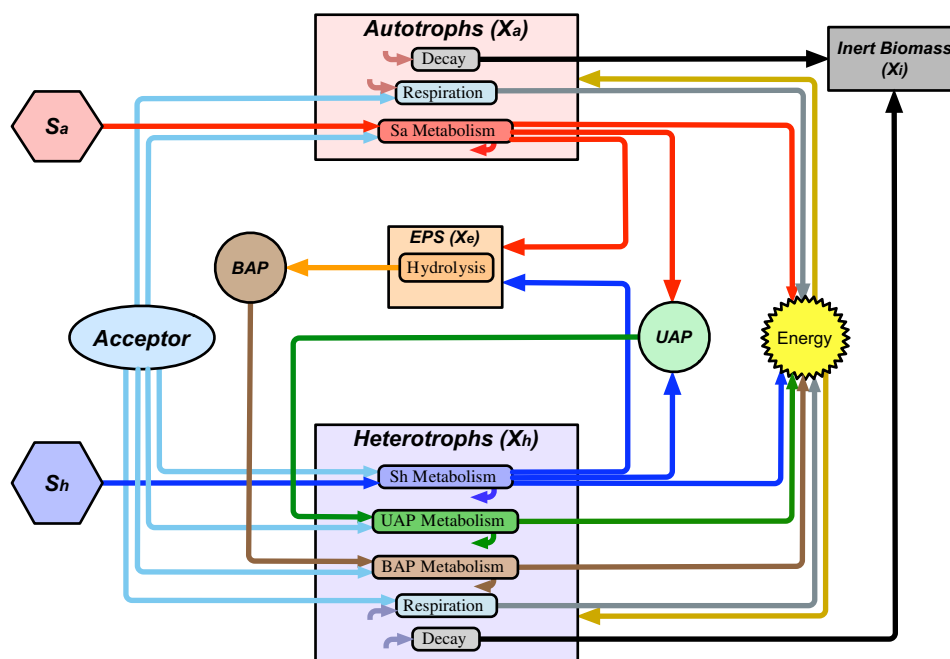 Autotrophs (Xa)
Decay
Inert Biomass
(Xi)
Respiration
Sa
Sa Metabolism
EPS (Xe)
BAP
Hydrolysis
Acceptor
UAP
Energy
Heterotrophs (Xh)
Sh
Sh Metabolism
UAP Metabolism
BAP Metabolism
Respiration
Decay